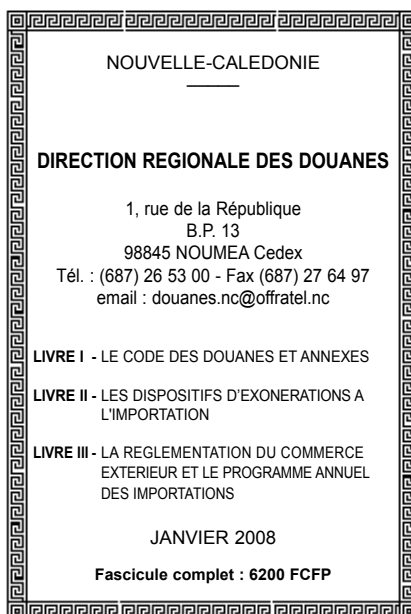 NOUVELLE-CALEDONIE
DIRECTION REGIONALE DES DOUANES
1, rue de la République
B.P. 13
98845 NOUMEA Cedex
Tél. : (687) 26 53 00 - Fax (687) 27 64 97
email : douanes.nc@offratel.nc
LIVRE I - LE CODE DES DOUANES ET ANNEXES
LIVRE II - LES DISPOSITIFS D'EXONERATIONS A
L'IMPORTATION
LIVRE III - LA REGLEMENTATION DU COMMERCE
EXTERIEUR ET LE PROGRAMME ANNUEL
DES IMPORTATIONS
JANVIER 2008
Fascicule complet : 6200 FCFP